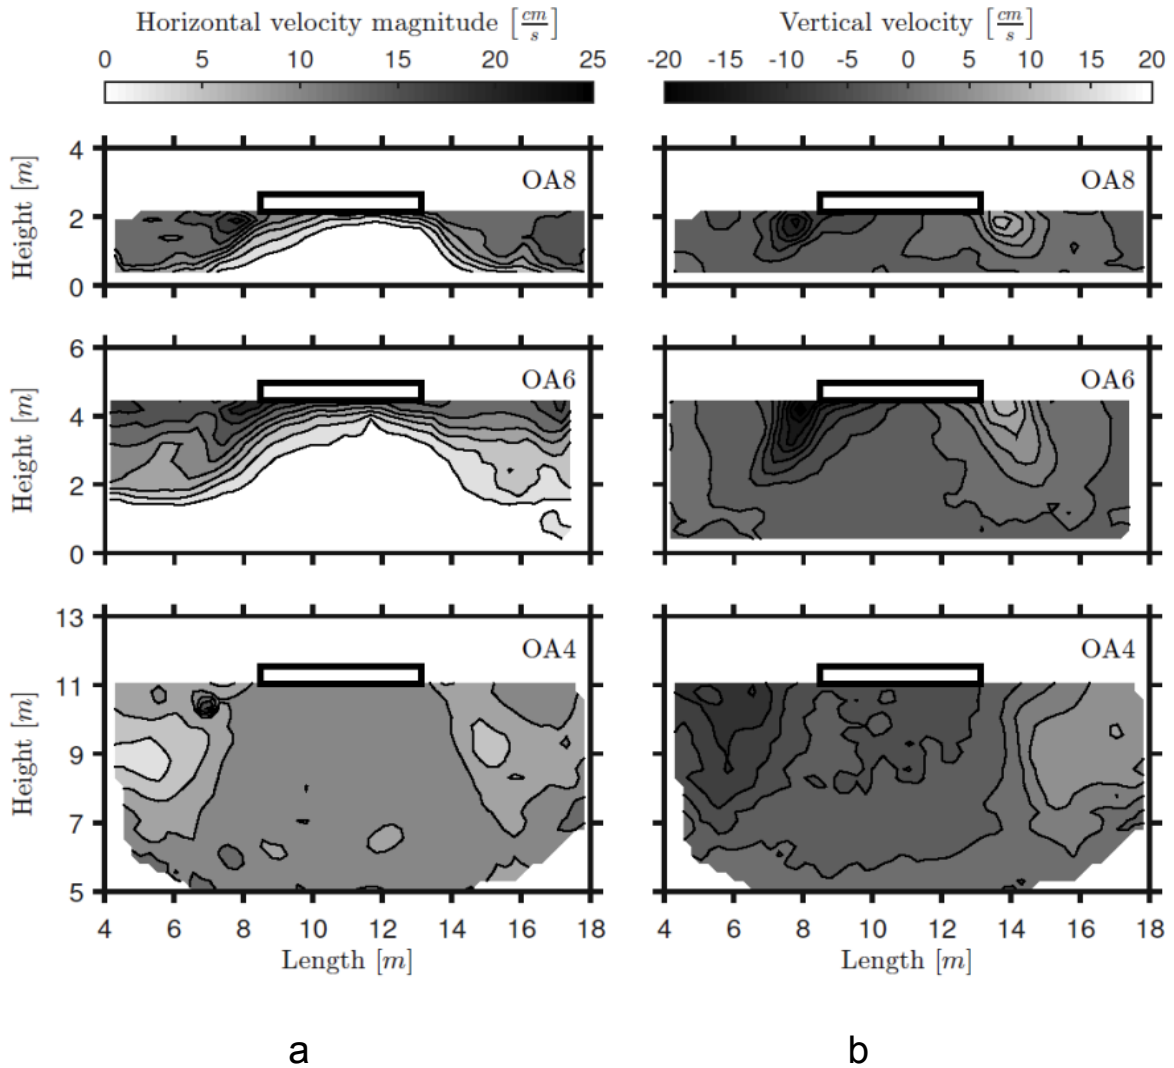 Horizontal velocity magnitude [cm/s] Vertical velocity [cm/s]
0 5 10 15 20 25 -20 -15 -10 -5 0 5 10 15 20
4
2
0
Height [m]
OA8
OA8
Height [m]
6
4
2
0
OA6
Height [m]
OA6
13
11
9
7
5
Height [m]
OA4
Height [m]
OA4
4 6 8 10 12 14 16 18 4 6 8 10 12 14 16 18
Length [m] Length [m]
a b